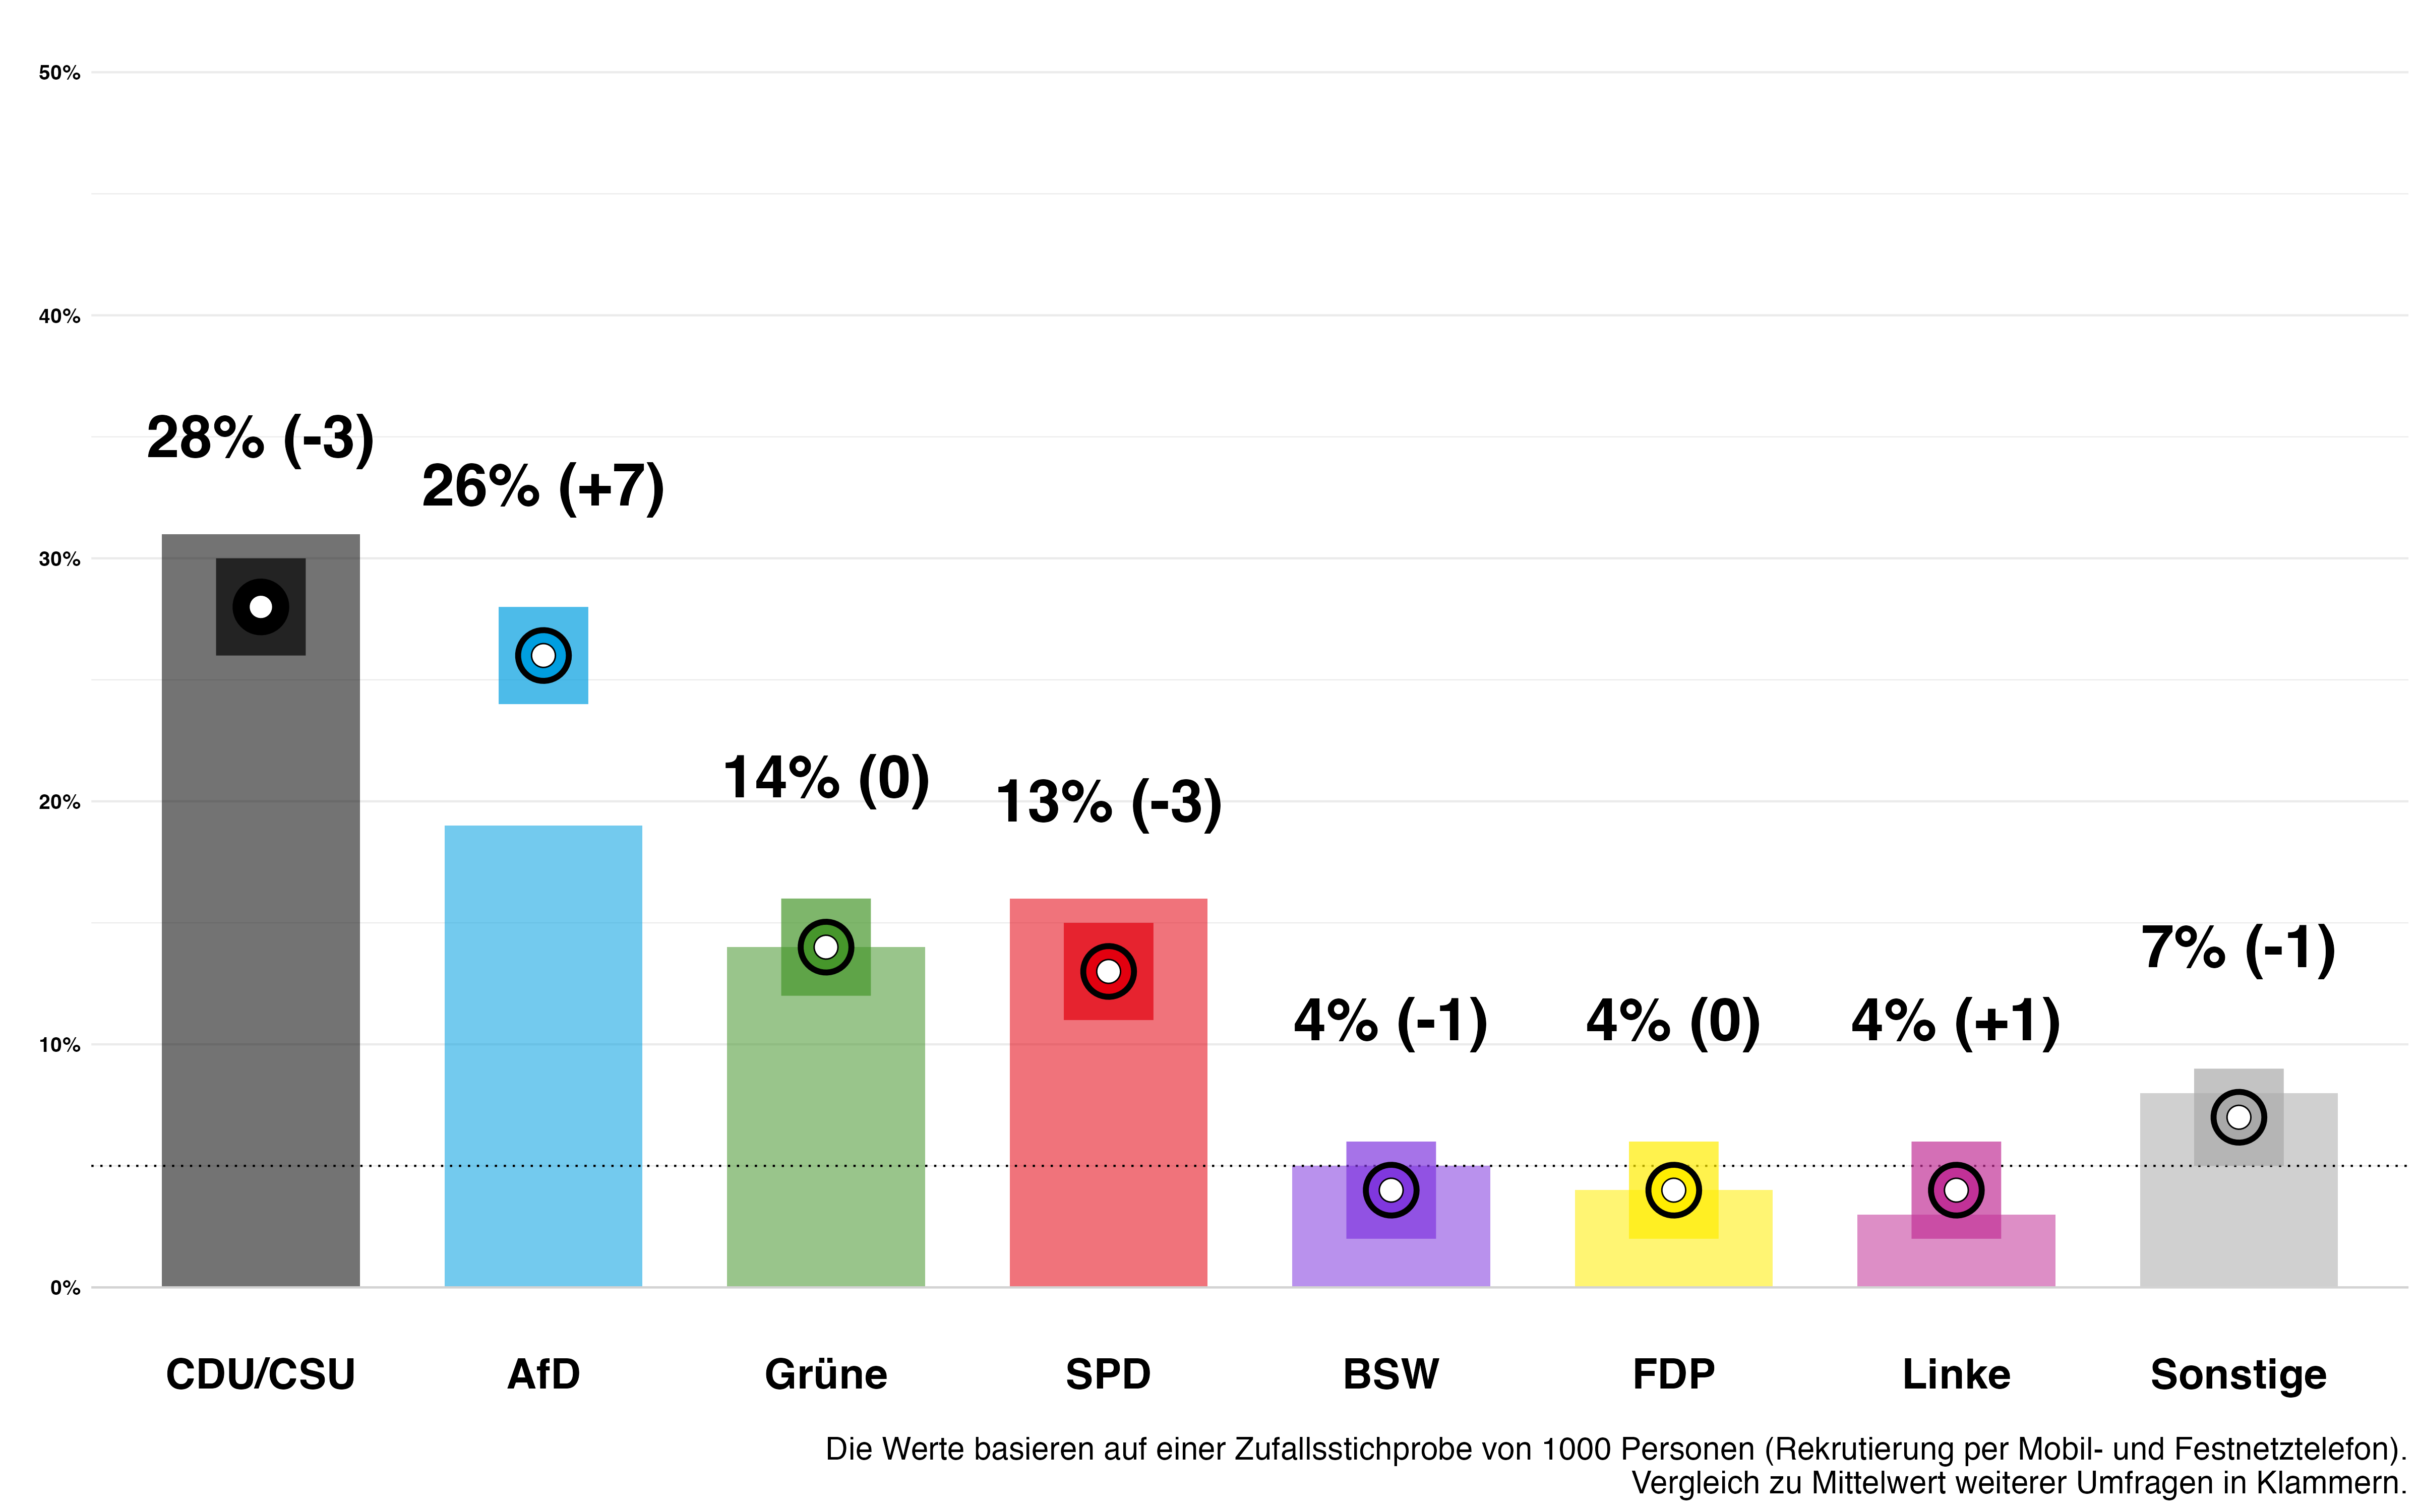 50%
40%
30%
20%
10%
0%
28% (-3)
26% (+7)
14% (0)
13% (-3)
4% (-1)
4% (0)
4% (+1)
7% (-1)
CDU/CSU
AfD
Grüne
SPD
BSW
FDP
Linke
Sonstige
Die Werte basieren auf einer Zufallsstichprobe von 1000 Personen (Rekrutierung per Mobil- und Festnetztelefon).
Vergleich zu Mittelwert weiterer Umfragen in Klammern.